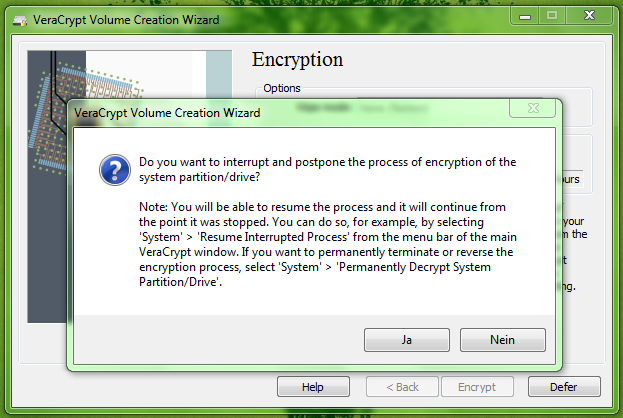 VeraCrypt Volume Creation Wizard
Encryption
Options
VeraCrypt Volume Creation Wizard
Do you want to interrupt and postpone the process of encryption of the
system partition/drive?
Note: You will be able to resume the process and it will continue from
the point it was stopped. You can do so, for example, by selecting
'System' > 'Resume Interrupted Process' from the menu bar of the main
VeraCrypt window. If you want to permanently terminate or reverse the
encryption process, select 'System' > 'Permanently Decrypt System
Partition/Drive'.
your
the
Ja Nein
Help < Back Encrypt Defer